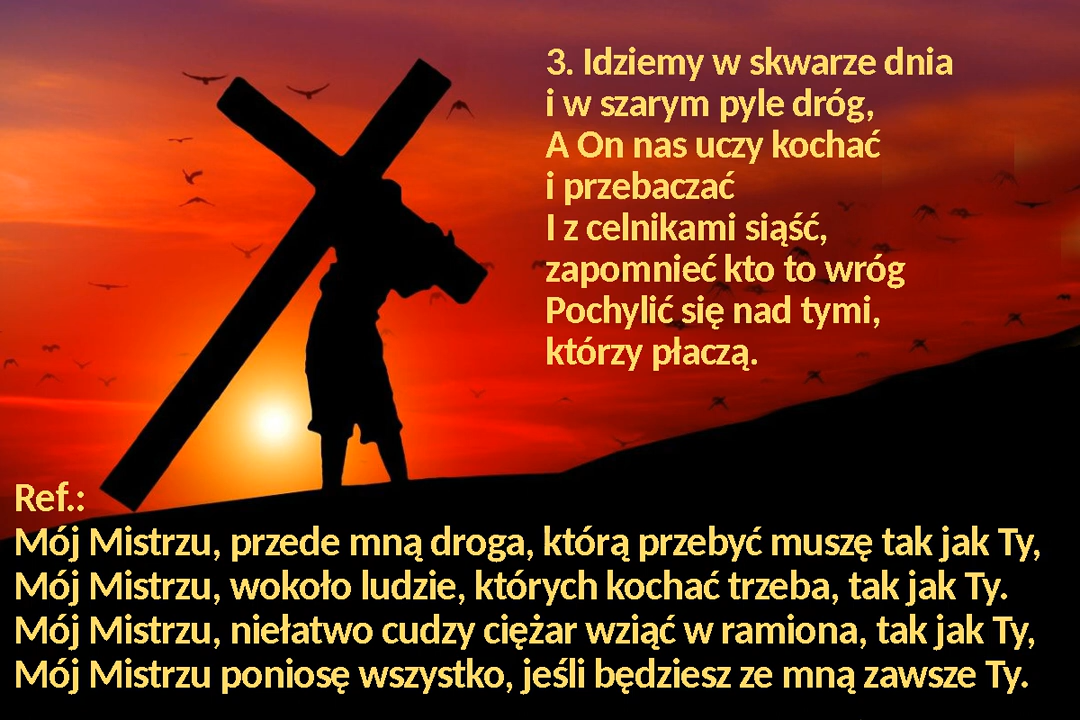 3. Idziemy w skwarze dnia
i w szarym pyle dróg,
A On nas uczy kochać
i przebaczać
I z celnikami siąść,
zapomnieć kto to wróg
Pochylić się nad tymi,
którzy płaczą.
Ref.:
Mój Mistrzu, przede mną droga, którą przebyć muszę tak jak Ty,
Mój Mistrzu, wokoło ludzie, których kochać trzeba, tak jak Ty.
Mój Mistrzu, niełatwo cudzy ciężar wziąć w ramiona, tak jak Ty,
Mój Mistrzu poniosę wszystko, jeśli będziesz ze mną zawsze Ty.